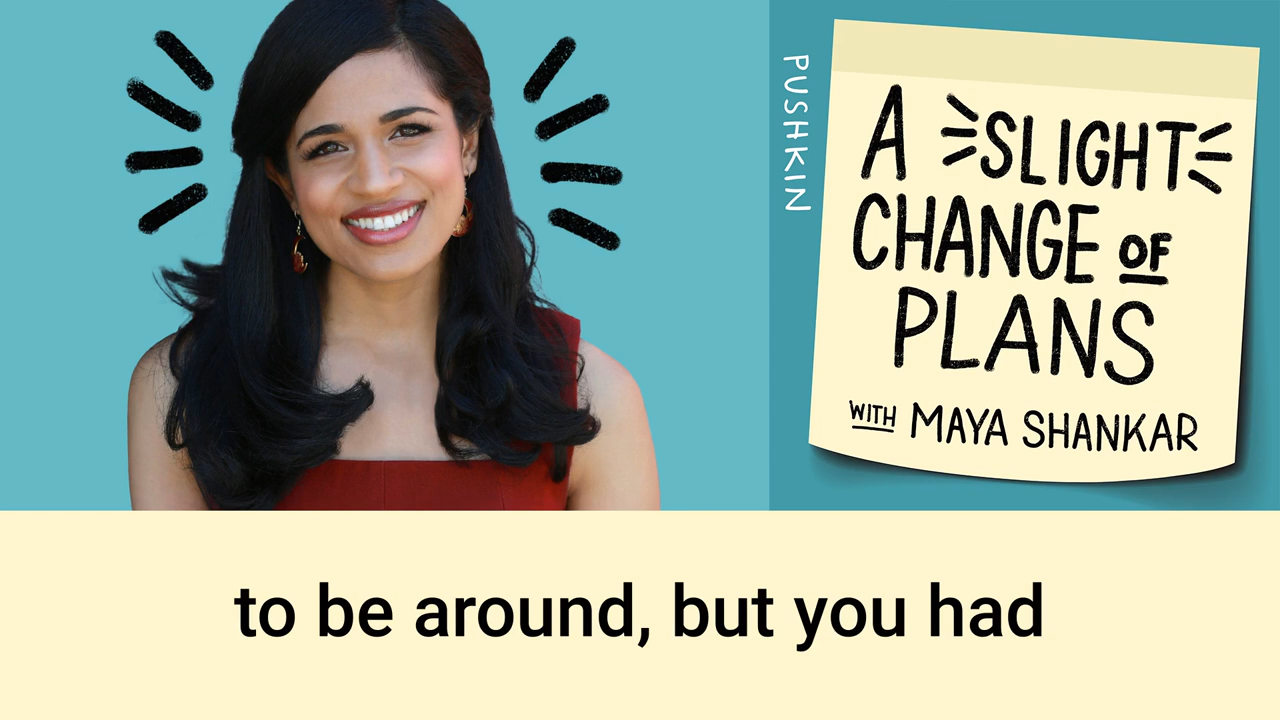 PUSHKIN
A SLIGHT
CHANGE OF
PLANS
WITH MAYA SHANKAR
to be around, but you had